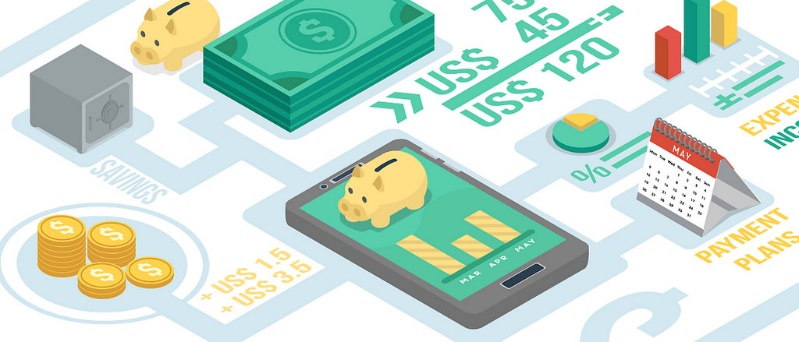 75
45
US$
US$ 120
EXPEN
INC
%
MAY
SAVINGS
PAYMENT
PLANS
+ US$ 1.5
+ US$ 3.5
MAR APR MAY
$
$
$
$
$